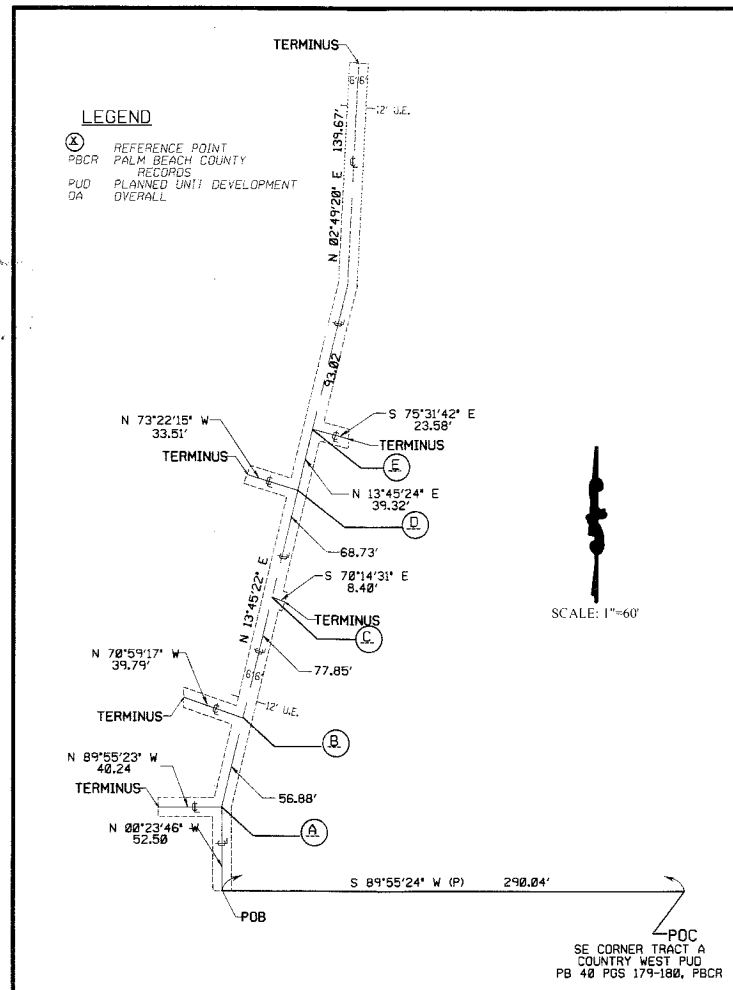 TERMINUS
6' 6'
12' U.E.
LEGEND
X REFERENCE POINT
PBCR PALM BEACH COUNTY
RECORDS
PUD PLANNED UNIT DEVELOPMENT
OA OVERALL
N 02°49'20" E 139.67'
93.02
N 73°22'15" W
33.51'
TERMINUS
S 75°31'42" E
23.58'
TERMINUS
E
N 13°45'24" E
39.32'
D
68.73'
N 13°45'22" E
S 70°14'31" E
8.40'
TERMINUS
C
SCALE: 1"=60'
N 70°59'17" W
39.79'
77.85'
6' 6'
12' U.E.
TERMINUS
B
N 89°55'23" W
40.24
TERMINUS
56.88'
A
N 00°23'46" W
52.50
S 89°55'24" W (P) 290.04'
POB
POC
SE CORNER TRACT A
COUNTRY WEST PUD
PB 40 PGS 179-180, PBCR